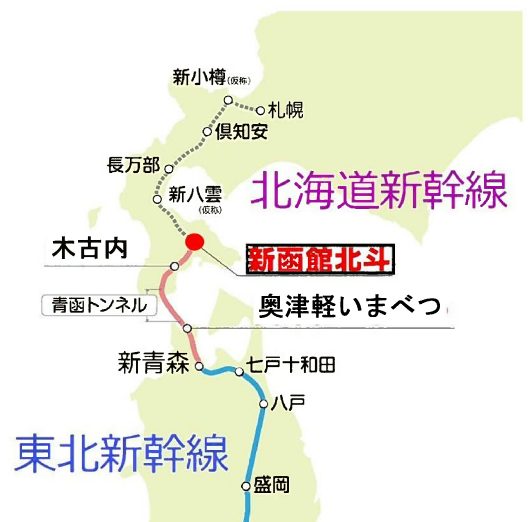 新小樽(仮称)
札幌
倶知安
長万部
新八雲
(仮称)
北海道新幹線
木古内
新函館北斗
青函トンネル
奥津軽いまべつ
新青森
七戸十和田
八戸
東北新幹線
盛岡